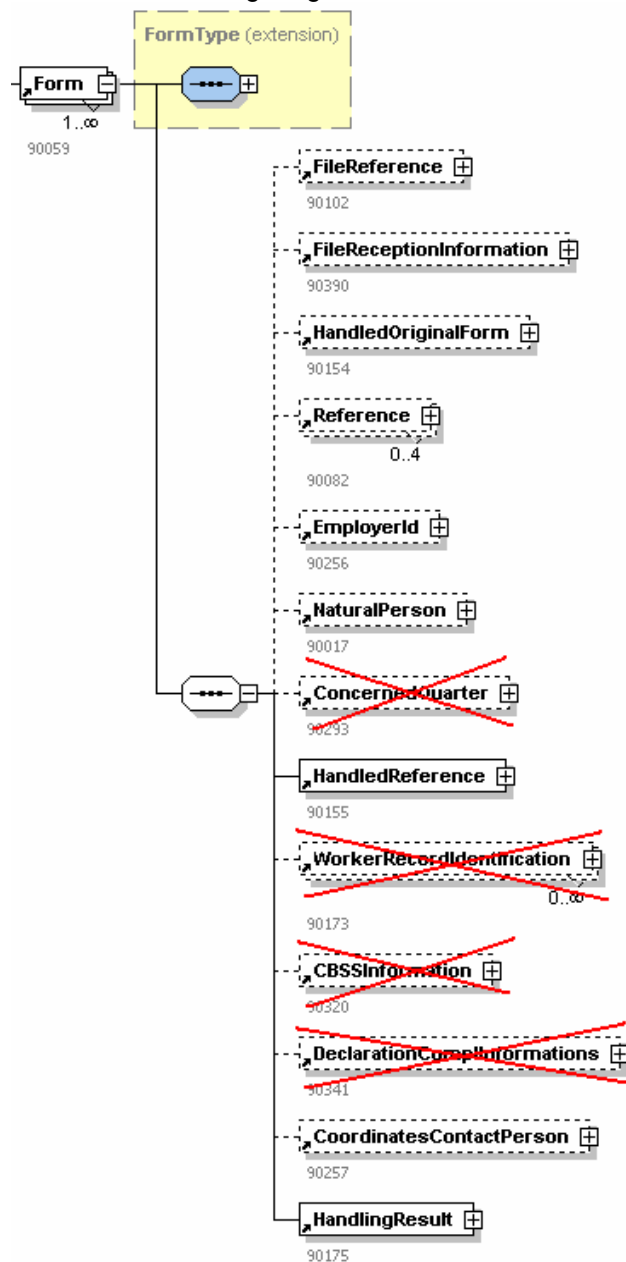 FormType (extension)
Form
1..∞
90059
FileReference
90102
FileReceptionInformation
90390
HandledOriginalForm
90154
Reference
0..4
90082
EmployerId
90256
NaturalPerson
90017
ConcernedQuarter
90293
HandledReference
90155
WorkerRecordIdentification
0..∞
90173
CBSSInformation
90320
DeclarationComplInformations
90341
CoordinatesContactPerson
90257
HandlingResult
90175